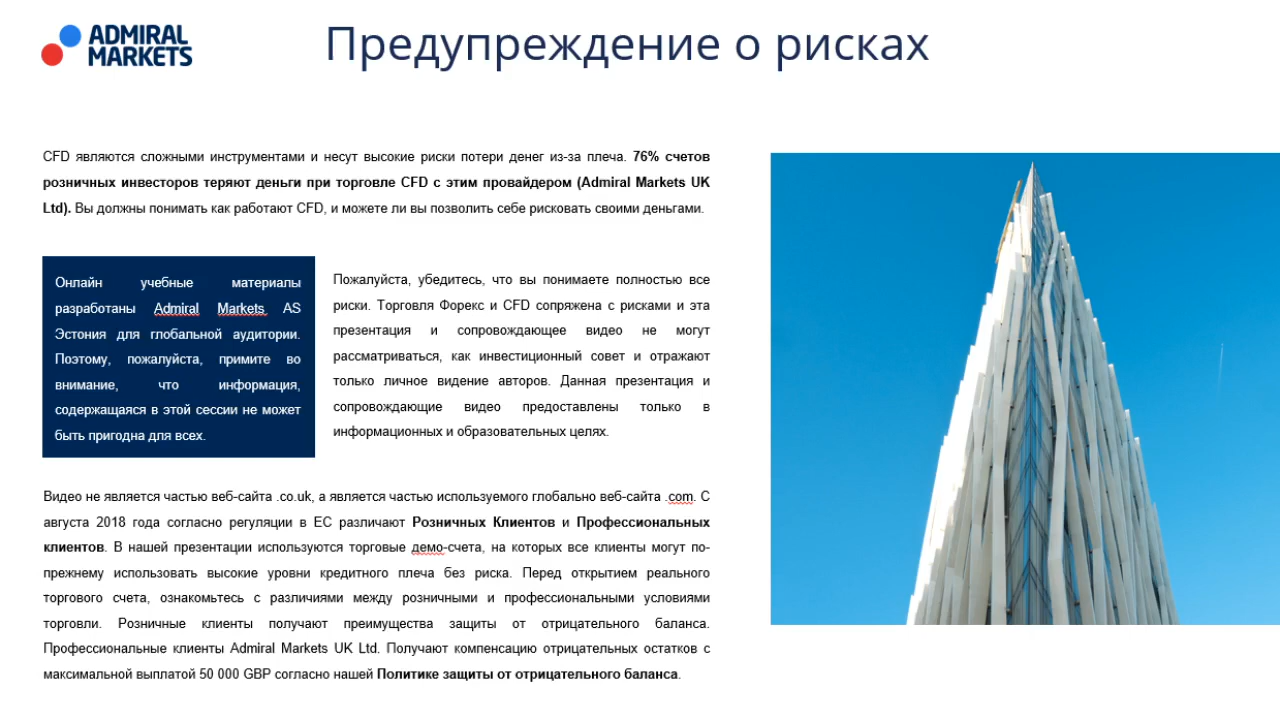 ADMIRAL
MARKETS
Предупреждение о рисках
CFD являются сложными инструментами и несут высокие риски потери денег из-за плеча. 76% счетов
розничных инвесторов теряют деньги при торговле CFD с этим провайдером (Admiral Markets UK
Ltd). Вы должны понимать как работают CFD, и можете ли вы позволить себе рисковать своими деньгами.
Онлайн учебные материалы
разработаны Admiral Markets AS
Эстония для глобальной аудитории.
Поэтому, пожалуйста, примите во
внимание, что информация,
содержащаяся в этой сессии не может
быть пригодна для всех.
Пожалуйста, убедитесь, что вы понимаете полностью все
риски. Торговля Форекс и CFD сопряжена с рисками и эта
презентация и сопровождающее видео не могут
рассматриваться, как инвестиционный совет и отражают
только личное видение авторов. Данная презентация и
сопровождающие видео предоставлены только в
информационных и образовательных целях.
Видео не является частью веб-сайта .co.uk, а является частью используемого глобально веб-сайта .com. С
августа 2018 года согласно регуляции в ЕС различают Розничных Клиентов и Профессиональных
клиентов. В нашей презентации используются торговые демо-счета, на которых все клиенты могут по-
прежнему использовать высокие уровни кредитного плеча без риска. Перед открытием реального
торгового счета, ознакомьтесь с различиями между розничными и профессиональными условиями
торговли. Розничные клиенты получают преимущества защиты от отрицательного баланса.
Профессиональные клиенты Admiral Markets UK Ltd. Получают компенсацию отрицательных остатков с
максимальной выплатой 50 000 GBP согласно нашей Политике защиты от отрицательного баланса.